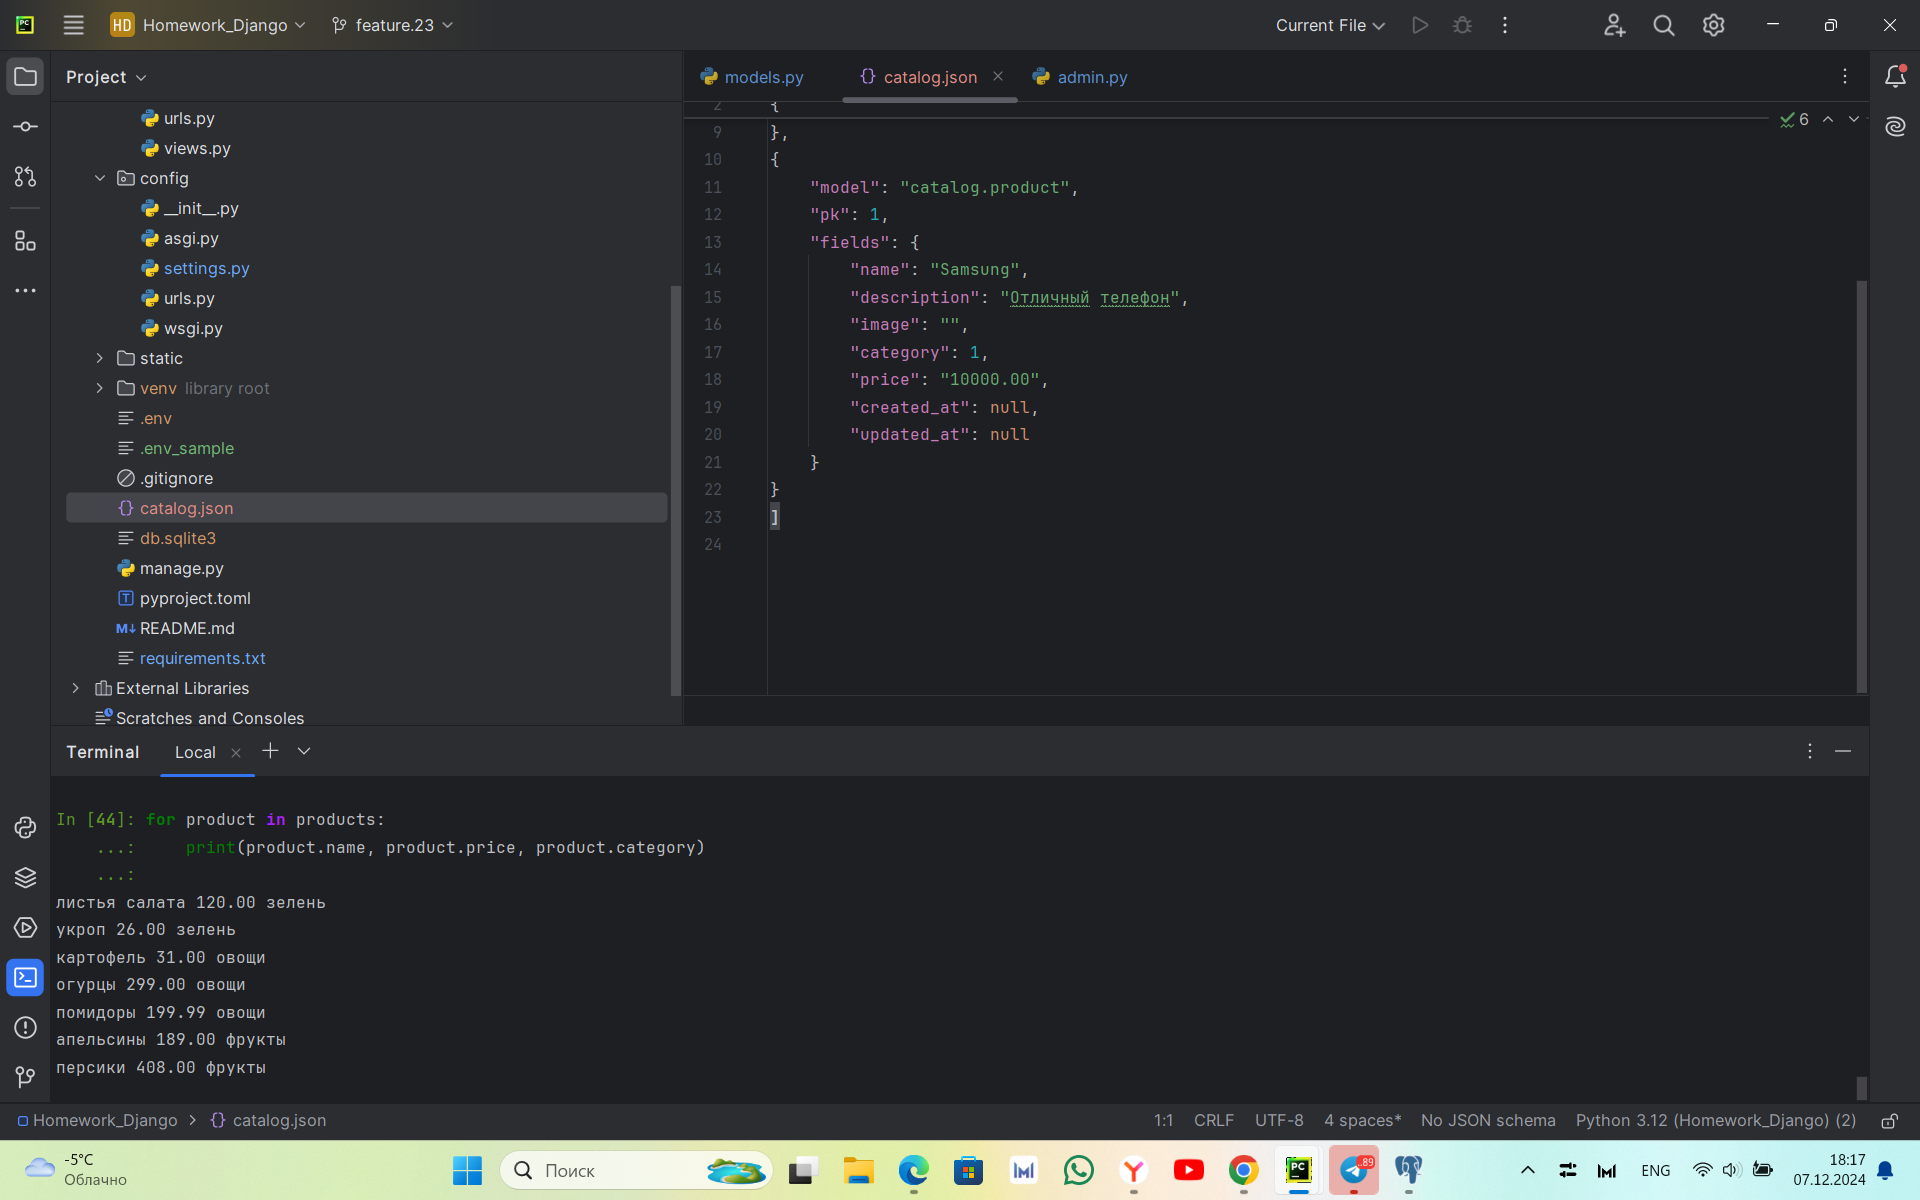 HD Homework_Django feature.23 Current File
Project
urls.py
views.py
config
__init__.py
asgi.py
settings.py
urls.py
wsgi.py
static
venv library root
.env
.env_sample
.gitignore
catalog.json
db.sqlite3
manage.py
pyproject.toml
README.md
requirements.txt
External Libraries
Scratches and Consoles
models.py catalog.json admin.py
6
2 {
9 },
10 {
11 "model": "catalog.product",
12 "pk": 1,
13 "fields": {
14 "name": "Samsung",
15 "description": "Отличный телефон",
16 "image": "",
17 "category": 1,
18 "price": "10000.00",
19 "created_at": null,
20 "updated_at": null
21 }
22 }
23 ]
24
Terminal Local
In [44]: for product in products:
...: print(product.name, product.price, product.category)
...:
листья салата 120.00 зелень
укроп 26.00 зелень
картофель 31.00 овощи
огурцы 299.00 овощи
помидоры 199.99 овощи
апельсины 189.00 фрукты
персики 408.00 фрукты
Homework_Django > catalog.json 1:1 CRLF UTF-8 4 spaces* No JSON schema Python 3.12 (Homework_Django) (2)
-5°C
Облачно
Поиск
ENG
18:17
07.12.2024